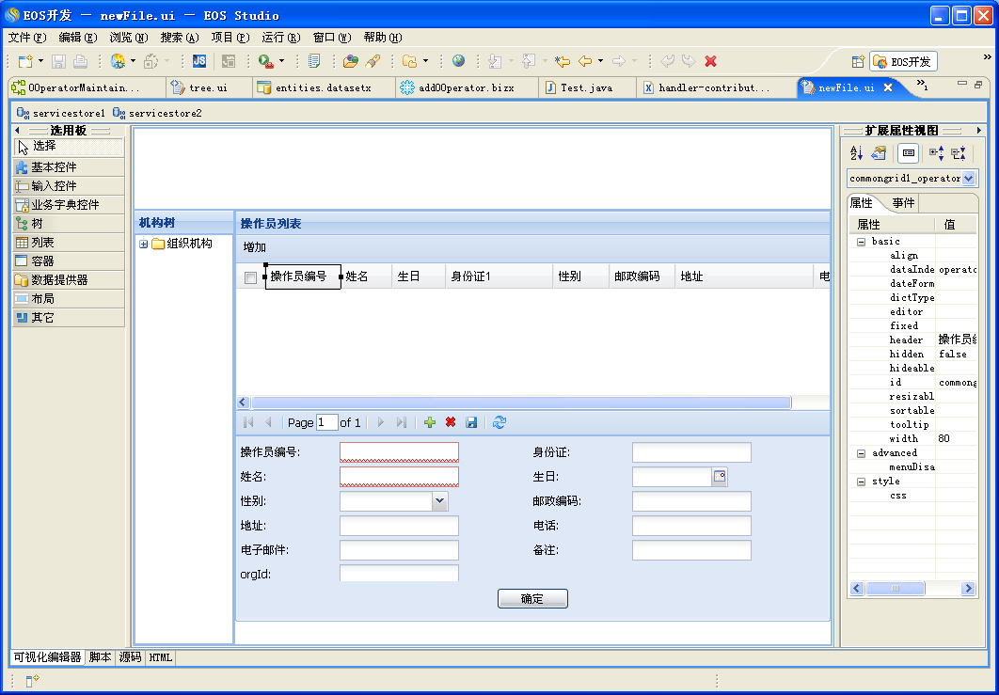 EOS开发 － newFile.ui － EOS Studio
文件(F) 编辑(E) 浏览(N) 搜索(A) 项目(P) 运行(R) 窗口(W) 帮助(H)
JS
EOS开发
OOperatorMaintain... tree.ui entities.datasetx addOOperator.bizx Test.java handler-contribut... newFile.ui »1
servicestore1 servicestore2
选用板
选择
基本控件
输入控件
业务字典控件
树
列表
容器
数据提供器
布局
其它
机构树
组织机构
操作员列表
增加
操作员编号 姓名 生日 身份证1 性别 邮政编码 地址 电
Page 1 of 1
操作员编号: 身份证:
姓名: 生日:
性别: 邮政编码:
地址: 电话:
电子邮件: 备注:
orgId:
确定
扩展属性视图
commongrid1_operator
属性 事件
属性 值
basic
align
dataInde operato
dateForm
dictType
editor
fixed
header 操作员编
hidden false
hideable
id commong
resizabl
sortable
tooltip
width 80
advanced
menuDisa
style
css
可视化编辑器 脚本 源码 HTML